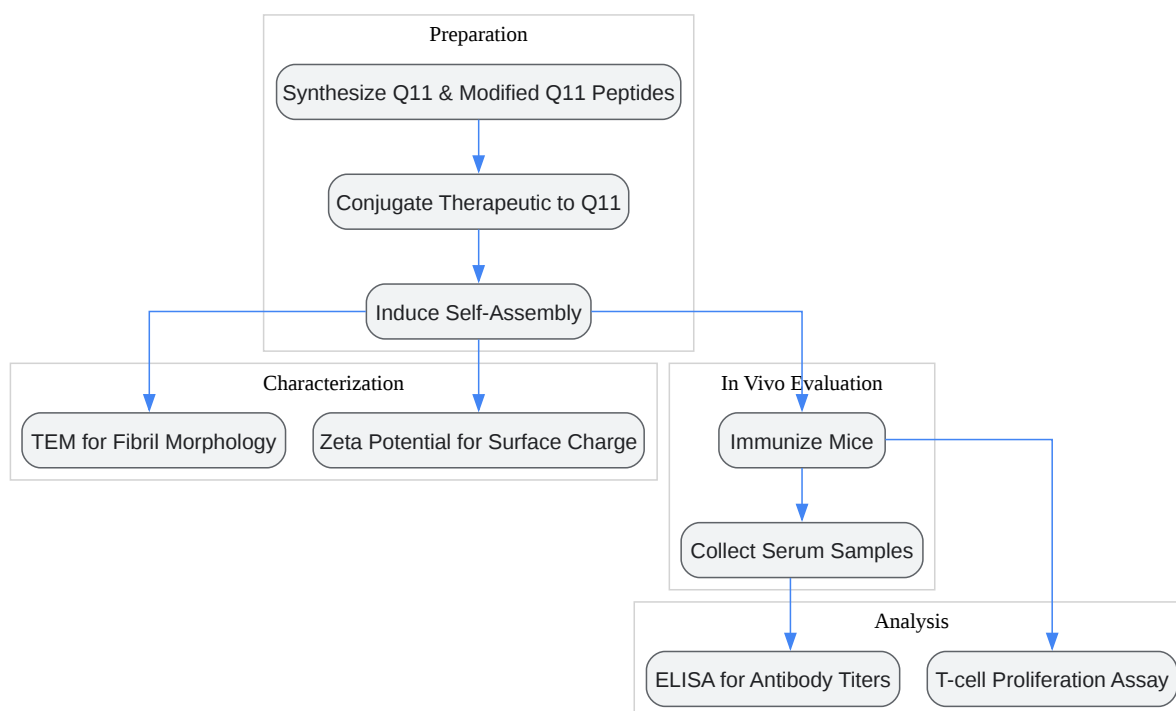 Preparation
Synthesize Q11 & Modified Q11 Peptides
Conjugate Therapeutic to Q11
Induce Self-Assembly
Characterization
TEM for Fibril Morphology
Zeta Potential for Surface Charge
In Vivo Evaluation
Immunize Mice
Collect Serum Samples
Analysis
ELISA for Antibody Titers
T-cell Proliferation Assay